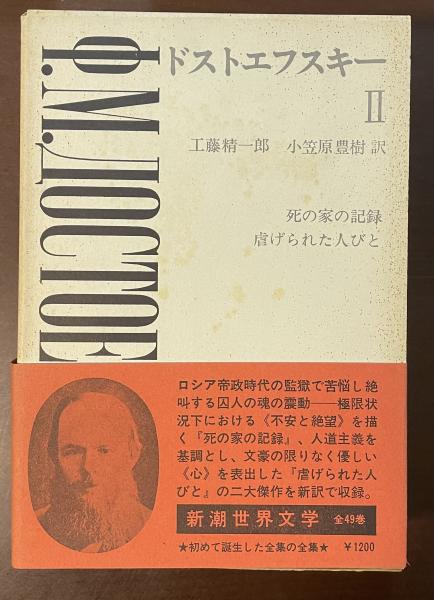 Ф.М.ДОСТОЕ
ドストエフスキー
II
工藤精一郎 小笠原豊樹 訳
死の家の記録
虐げられた人びと
ロシア帝政時代の監獄で苦悩し絶
叫する囚人の魂の震動──極限状
況下における《不安と絶望》を描
く『死の家の記録』、人道主義を
基調とし、文豪の限りなく優しい
《心》を表出した『虐げられた人
びと』の二大傑作を新訳で収録。
新潮世界文学 全49巻
★初めて誕生した全集の全集★ ￥1200